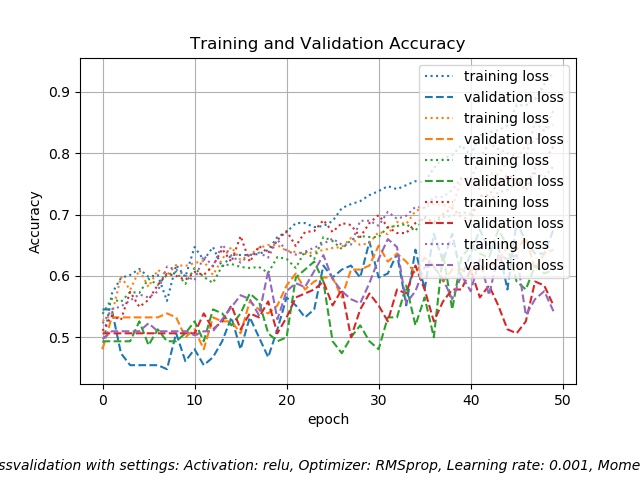 Training and Validation Accuracy
training loss
validation loss
training loss
validation loss
training loss
validation loss
training loss
validation loss
training loss
validation loss
Accuracy
0.9
0.8
0.7
0.6
0.5
0 10 20 30 40 50
epoch
ssvalidation with settings: Activation: relu, Optimizer: RMSprop, Learning rate: 0.001, Mome